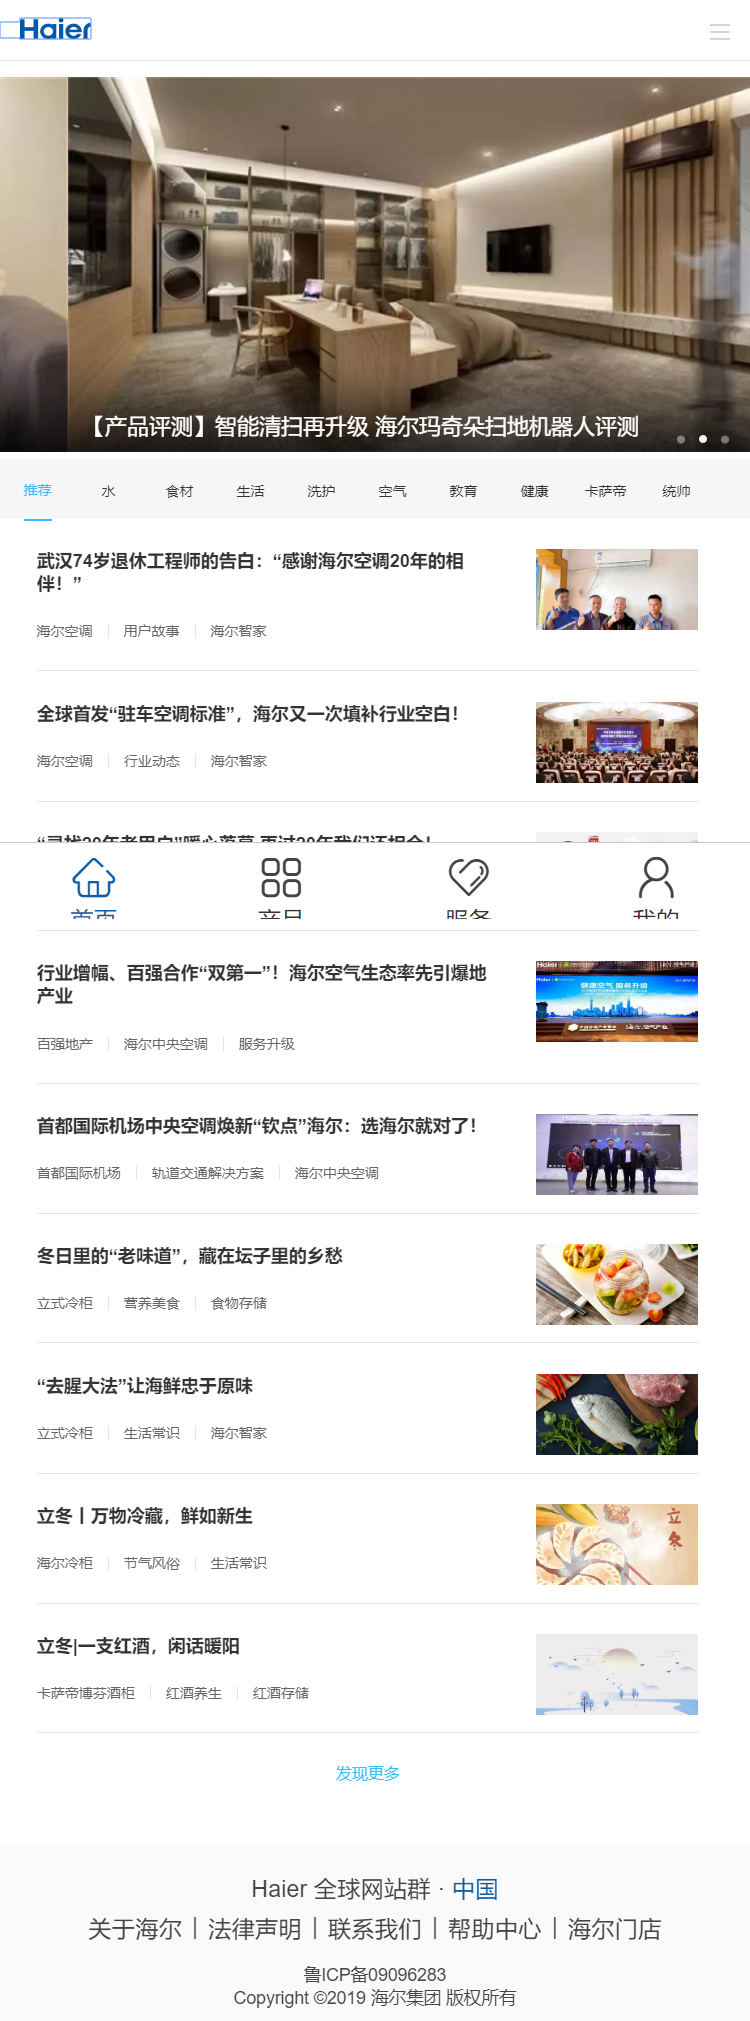 Haier
【产品评测】智能清扫再升级 海尔玛奇朵扫地机器人评测
推荐 水 食材 生活 洗护 空气 教育 健康 卡萨帝 统帅
武汉74岁退休工程师的告白：“感谢海尔空调20年的相
伴！”
海尔空调 用户故事 海尔智家
全球首发“驻车空调标准”，海尔又一次填补行业空白！
海尔空调 行业动态 海尔智家
首页 产品 服务 我的
行业增幅、百强合作“双第一”！海尔空气生态率先引爆地
产业
健康空气 服务升级
百强地产 海尔中央空调 服务升级
首都国际机场中央空调焕新“钦点”海尔：选海尔就对了！
首都国际机场 轨道交通解决方案 海尔中央空调
冬日里的“老味道”，藏在坛子里的乡愁
立式冷柜 营养美食 食物存储
“去腥大法”让海鲜忠于原味
立式冷柜 生活常识 海尔智家
立冬丨万物冷藏，鲜如新生
立冬
海尔冷柜 节气风俗 生活常识
立冬|一支红酒，闲话暖阳
卡萨帝博芬酒柜 红酒养生 红酒存储
发现更多
Haier 全球网站群 · 中国
关于海尔 | 法律声明 | 联系我们 | 帮助中心 | 海尔门店
鲁ICP备09096283
Copyright ©2019 海尔集团 版权所有